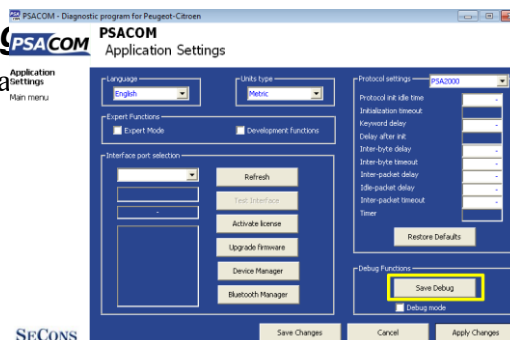 PSACOM - Diagnostic program for Peugeot-Citroen
PSACOM
PSACOM
Application Settings
Application
Settings
Main menu
Language
English
Units type
Metric
Expert Functions
Expert Mode
Development functions
Interface port selection
Refresh
Test Interface
-
Activate license
Upgrade firmware
Device Manager
Bluetooth Manager
Protocol settings
PSA2000
Protocol init idle time
-
Initialization timeout
Keyword delay
-
Delay after init
Inter-byte delay
-
Inter-byte timeout
-
Inter-packet delay
-
Idle-packet delay
-
Inter-packet timeout
-
Timer
Restore Defaults
Debug Functions
Save Debug
Debug mode
SECONS
Save Changes
Cancel
Apply Changes